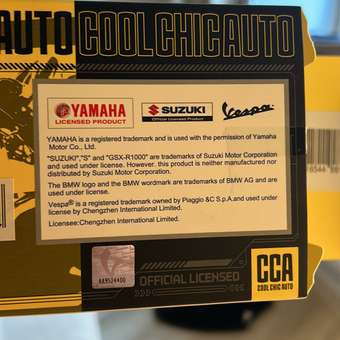 AUTOCOOLCHICAUTO
YAMAHA
LICENSED PRODUCT
SUZUKI
Official Licensed Product
Vespa
YAMAHA is a registered trademark and is used with the permission of Yamaha
Motor Co., Ltd.
"SUZUKI","S" and "GSX-R1000" are trademarks of Suzuki Motor Corporation
and used under license. However. this product is neither manufactured nor
distributed by Suzuki Motor Corporation.
The BMW logo and the BMW wordmark are trademarks of BMW AG and are
used under license.
Vespa® is a registered trademark owned by Piaggio &C S.p.A.and used under
license by Chengzhen International Limited.
Licensee:Chengzhen International Limited.
OFFICIAL LICENSED
CCA
COOL CHIC AUTO